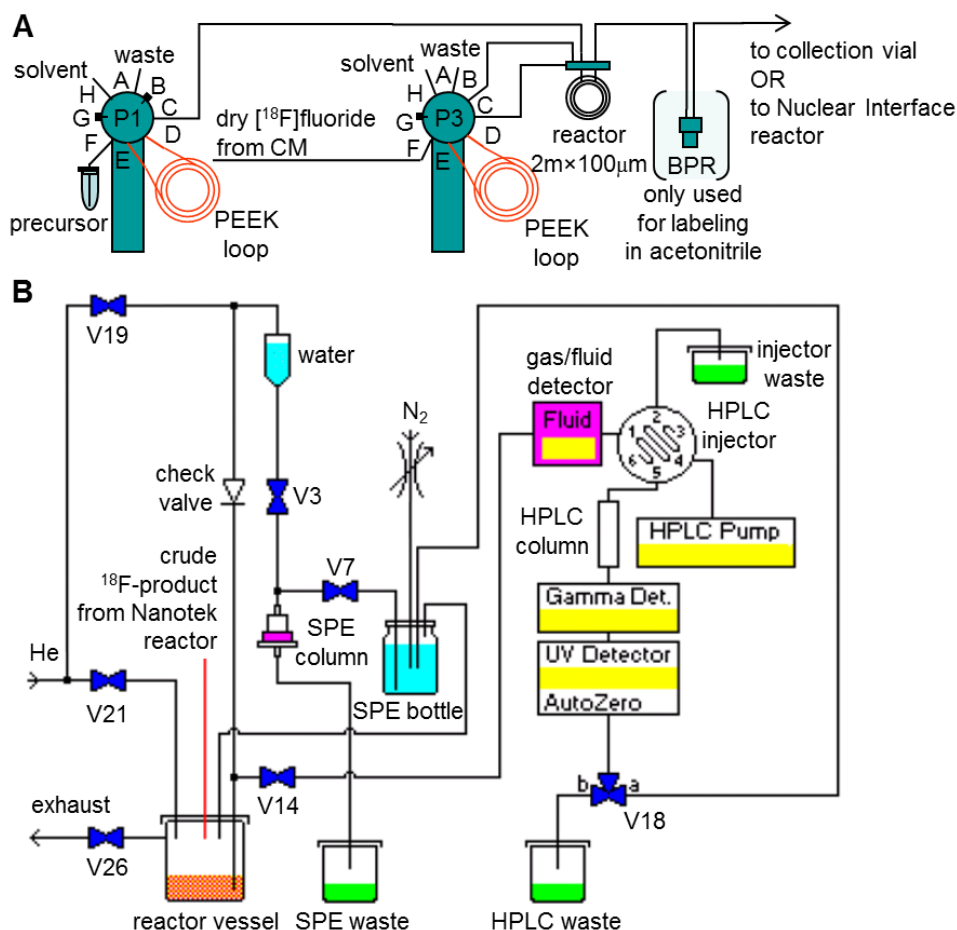 A
solvent
waste
A
B
H
C
G
P1
D
F
E
precursor
PEEK
loop
dry [¹⁸F]fluoride
from CM
solvent
waste
A
B
H
C
G
P3
D
F
E
PEEK
loop
reactor
2m×100µm
BPR
only used
for labeling
in acetonitrile
to collection vial
OR
to Nuclear Interface
reactor
B
V19
water
check
valve
V3
crude
¹⁸F-product
from Nanotek
reactor
V7
SPE
column
N₂
SPE bottle
He
V21
exhaust
V26
V14
reactor vessel
SPE waste
gas/fluid
detector
Fluid
injector
waste
HPLC
injector
1
2
3
4
5
6
HPLC
column
HPLC Pump
Gamma Det.
UV Detector
AutoZero
b
a
V18
HPLC waste